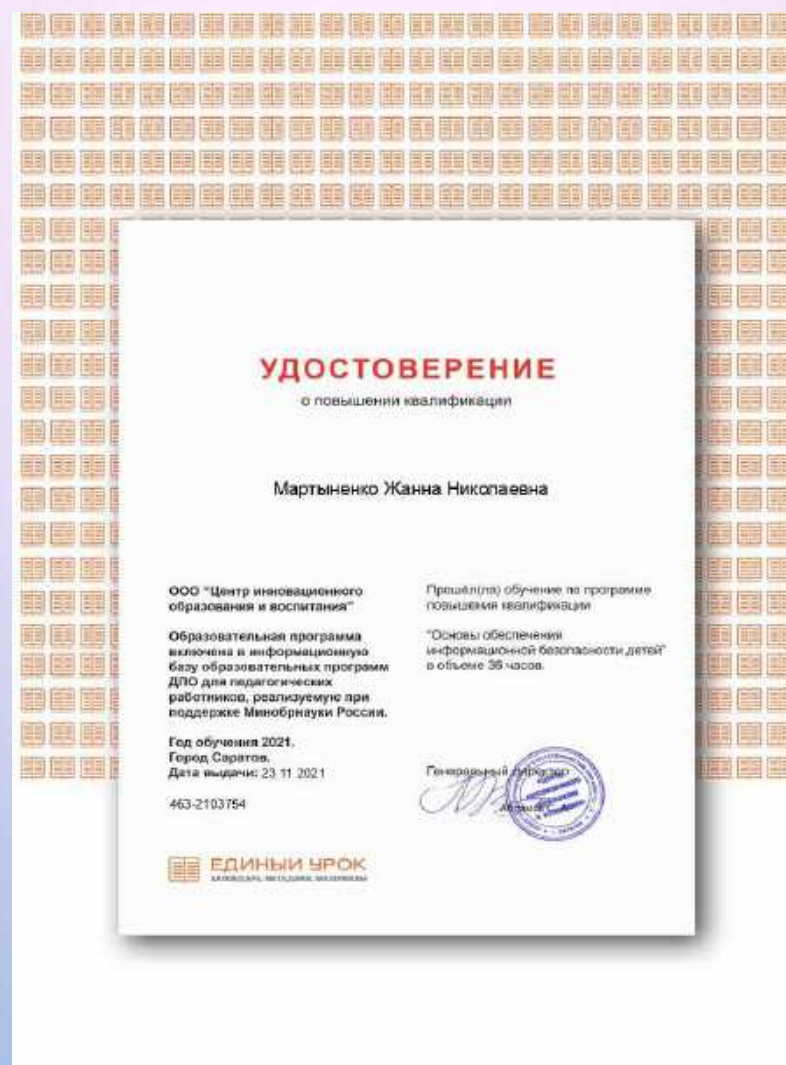 УДОСТОВЕРЕНИЕ
о повышении квалификации
Мартыненко Жанна Николаевна
ООО "Центр инновационного
образования и воспитания"
Образовательная программа
включена в информационную
базу образовательных программ
ДПО для педагогических
работников, реализуемую при
поддержке Минобрнауки России.
Год обучения 2021.
Город Саратов.
Дата выдачи: 23.11.2021
463-2103754
Прошёл(ла) обучение по программе
повышения квалификации
"Основы обеспечения
информационной безопасности детей"
в объеме 36 часов.
Генеральный директор
ЕДИНЫЙ УРОК
КАЛЕНДАРЬ, МЕТОДИКИ, МАТЕРИАЛЫ